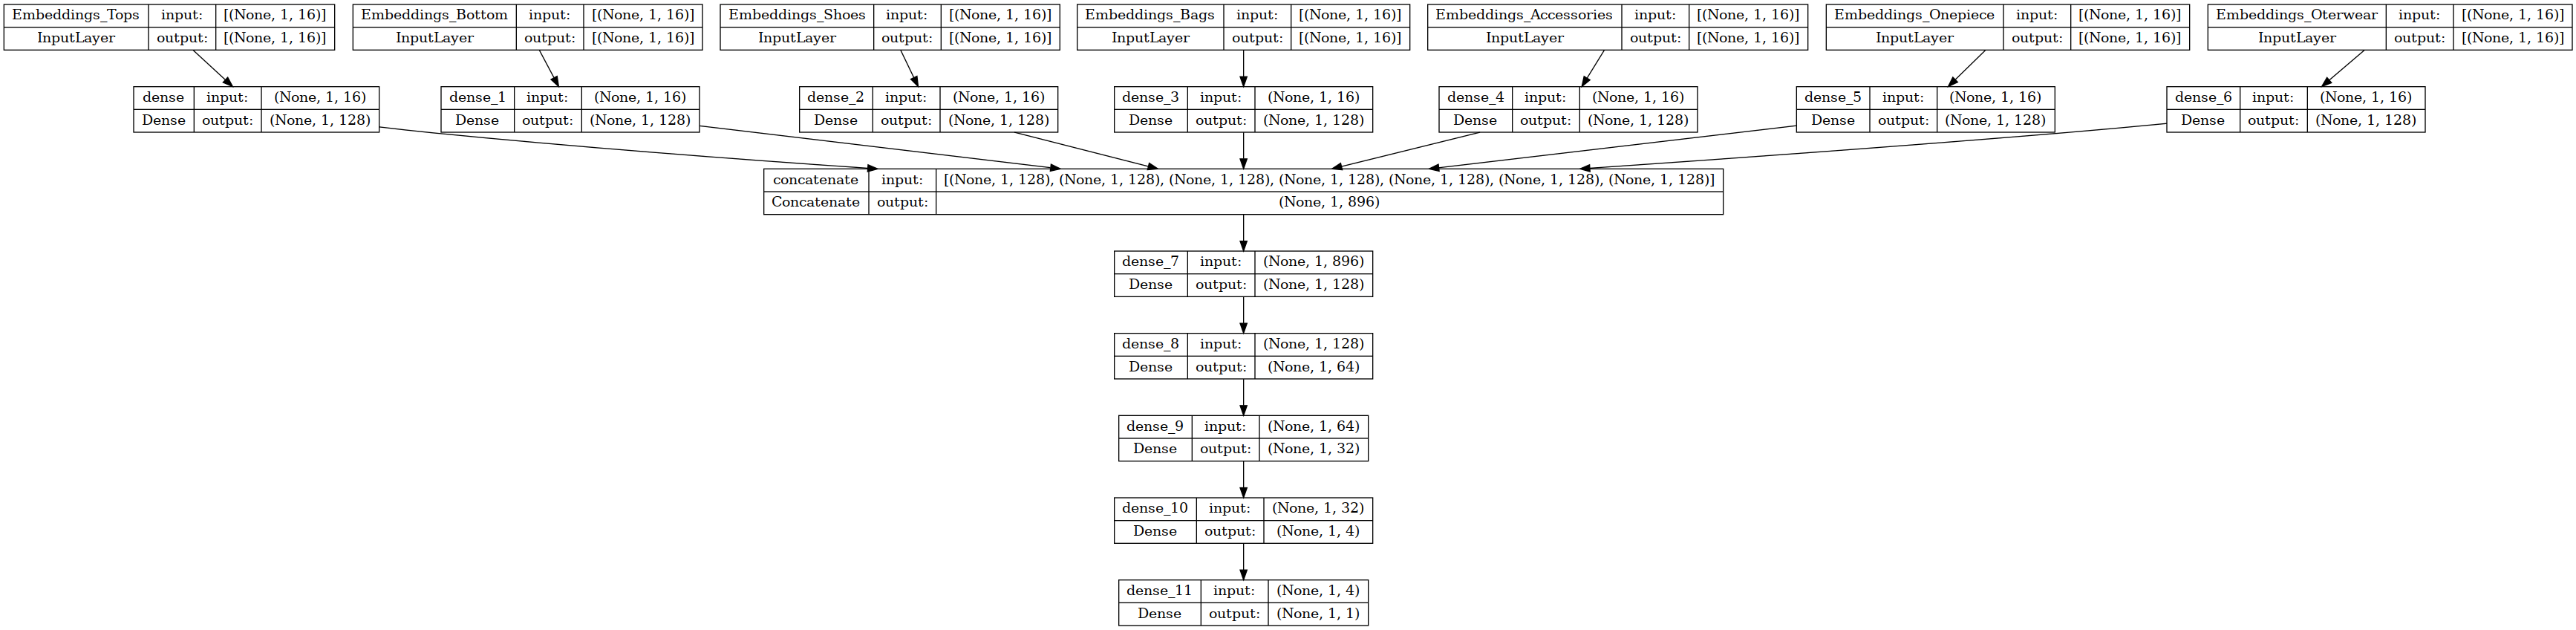 Embeddings_Tops input: [(None, 1, 16)]
InputLayer output: [(None, 1, 16)]
Embeddings_Bottom input: [(None, 1, 16)]
InputLayer output: [(None, 1, 16)]
Embeddings_Shoes input: [(None, 1, 16)]
InputLayer output: [(None, 1, 16)]
Embeddings_Bags input: [(None, 1, 16)]
InputLayer output: [(None, 1, 16)]
Embeddings_Accessories input: [(None, 1, 16)]
InputLayer output: [(None, 1, 16)]
Embeddings_Onepiece input: [(None, 1, 16)]
InputLayer output: [(None, 1, 16)]
Embeddings_Oterwear input: [(None, 1, 16)]
InputLayer output: [(None, 1, 16)]
dense input: (None, 1, 16)
Dense output: (None, 1, 128)
dense_1 input: (None, 1, 16)
Dense output: (None, 1, 128)
dense_2 input: (None, 1, 16)
Dense output: (None, 1, 128)
dense_3 input: (None, 1, 16)
Dense output: (None, 1, 128)
dense_4 input: (None, 1, 16)
Dense output: (None, 1, 128)
dense_5 input: (None, 1, 16)
Dense output: (None, 1, 128)
dense_6 input: (None, 1, 16)
Dense output: (None, 1, 128)
concatenate input: [(None, 1, 128), (None, 1, 128), (None, 1, 128), (None, 1, 128), (None, 1, 128), (None, 1, 128), (None, 1, 128)]
Concatenate output: (None, 1, 896)
dense_7 input: (None, 1, 896)
Dense output: (None, 1, 128)
dense_8 input: (None, 1, 128)
Dense output: (None, 1, 64)
dense_9 input: (None, 1, 64)
Dense output: (None, 1, 32)
dense_10 input: (None, 1, 32)
Dense output: (None, 1, 4)
dense_11 input: (None, 1, 4)
Dense output: (None, 1, 1)